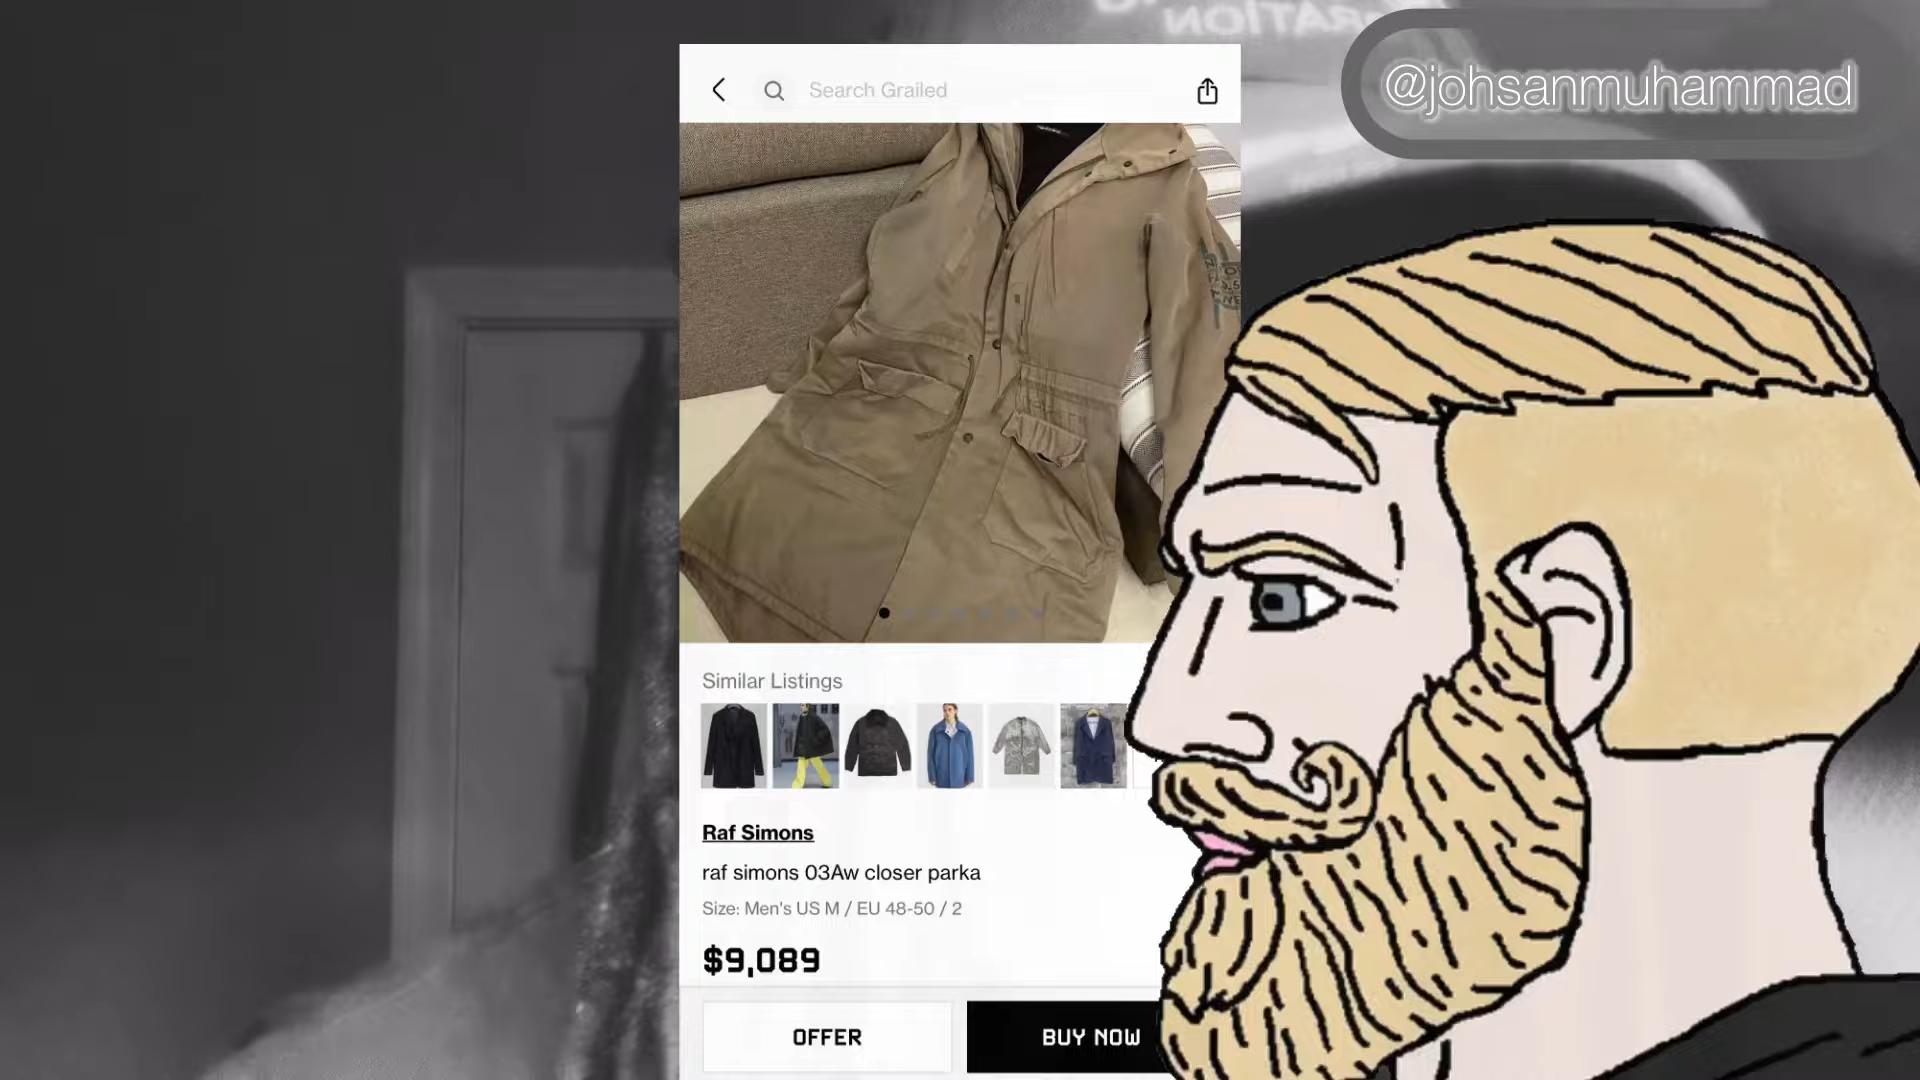 @johsanmuhammad
Search Grailed
Similar Listings
Raf Simons
raf simons 03Aw closer parka
Size: Men's US M / EU 48-50 / 2
$9,089
OFFER
BUY NOW